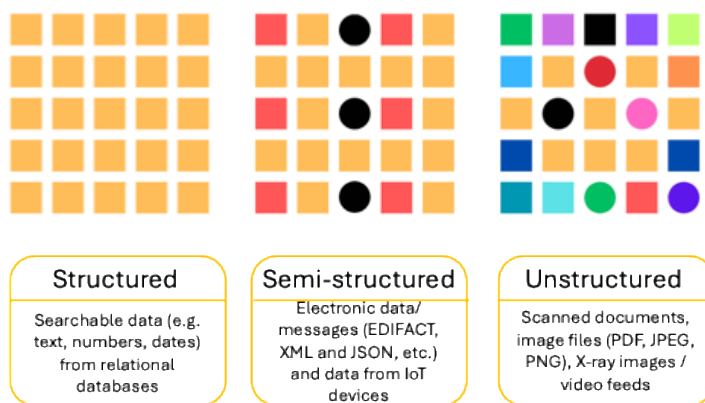 Structured
Searchable data (e.g.
text, numbers, dates)
from relational
databases
Semi-structured
Electronic data/
messages (EDIFACT,
XML and JSON, etc.)
and data from IoT
devices
Unstructured
Scanned documents,
image files (PDF, JPEG,
PNG), X-ray images /
video feeds